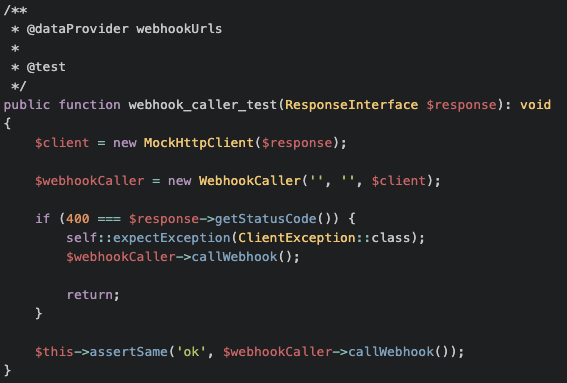 /**
 * @dataProvider webhookUrls
 *
 * @test
 */
public function webhook_caller_test(ResponseInterface $response): void
{
    $client = new MockHttpClient($response);

    $webhookCaller = new WebhookCaller('', '', $client);

    if (400 === $response->getStatusCode()) {
        self::expectException(ClientException::class);
        $webhookCaller->callWebhook();

        return;
    }

    $this->assertSame('ok', $webhookCaller->callWebhook());
}